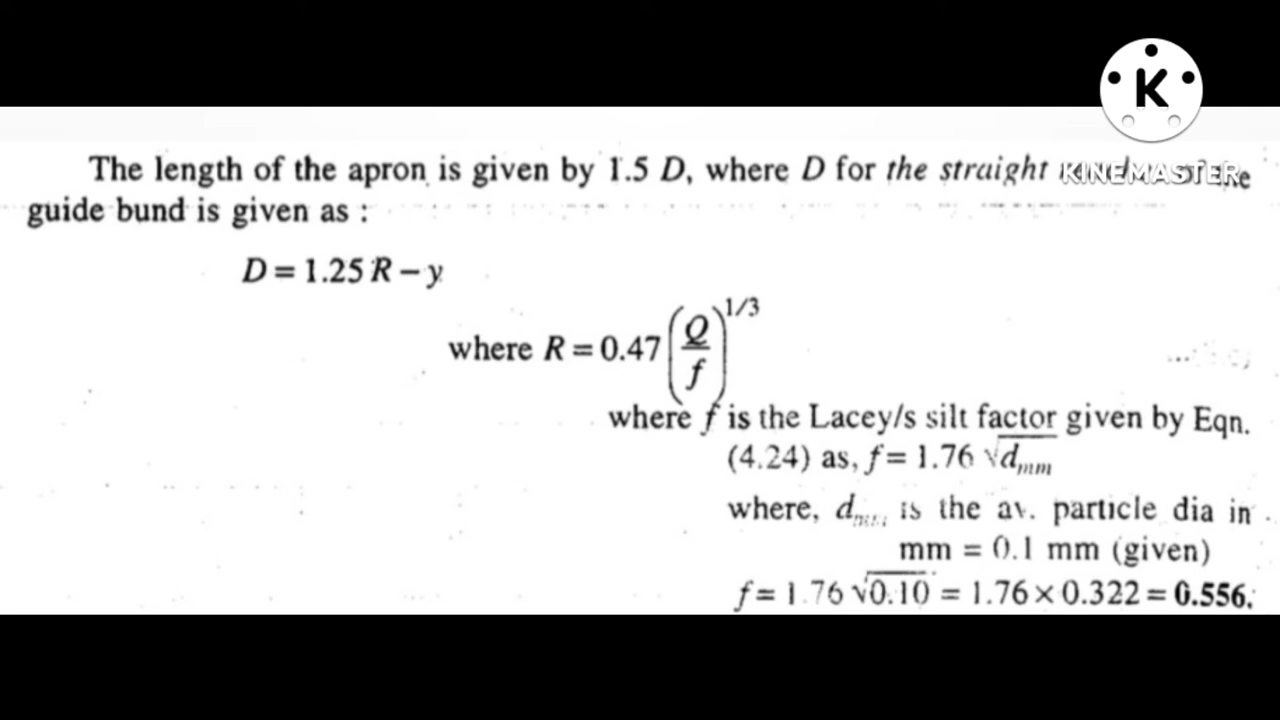 K
KINEMASTER
The length of the apron is given by 1.5 D, where D for the straight
guide bund is given as :
D = 1.25 R − y
where R = 0.47 (Q/f)^1/3
where f is the Lacey/s silt factor given by Eqn.
(4.24) as, f = 1.76 √d_mm
where, d_mm is the av. particle dia in
mm = 0.1 mm (given)
f = 1.76 √0.10 = 1.76 × 0.322 = 0.556.